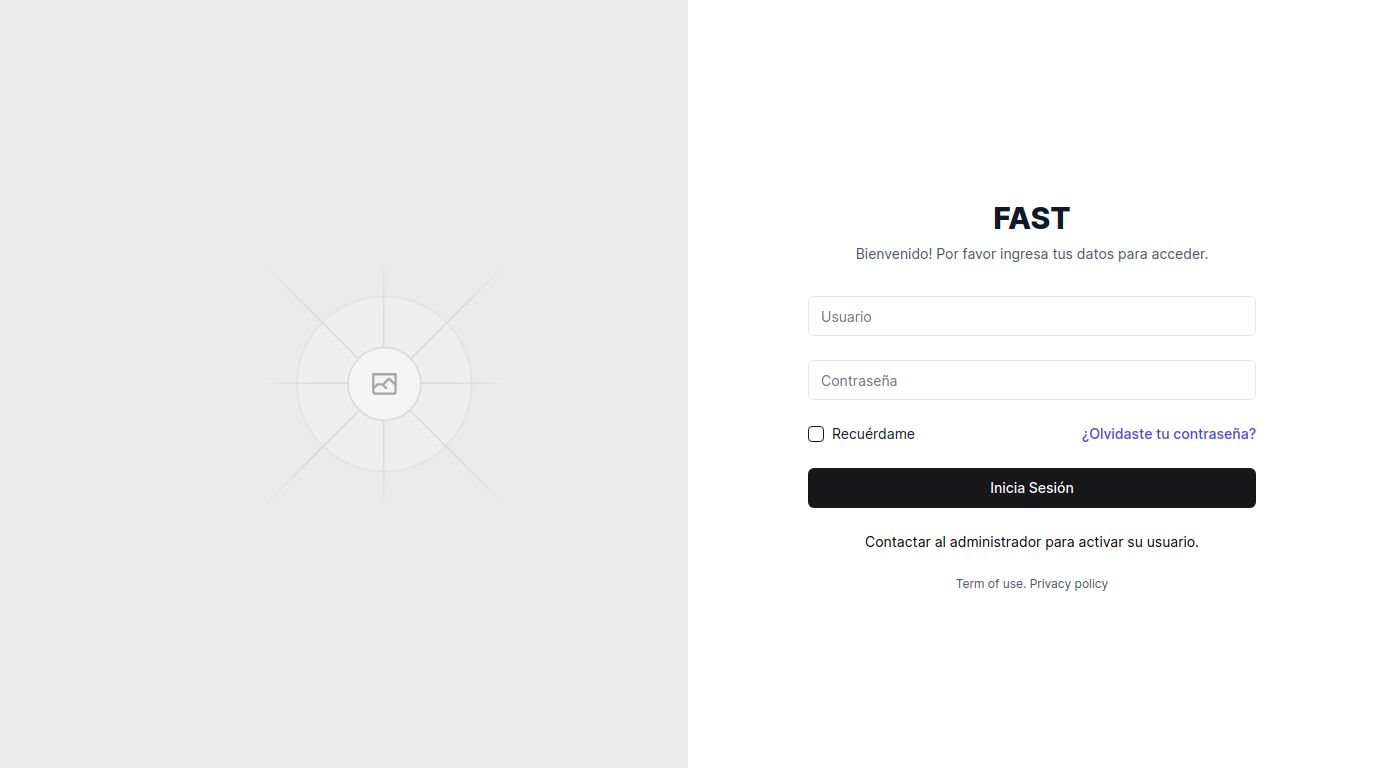 FAST
Bienvenido! Por favor ingresa tus datos para acceder.
Usuario
Contraseña
Recuérdame ¿Olvidaste tu contraseña?
Inicia Sesión
Contactar al administrador para activar su usuario.
Term of use. Privacy policy